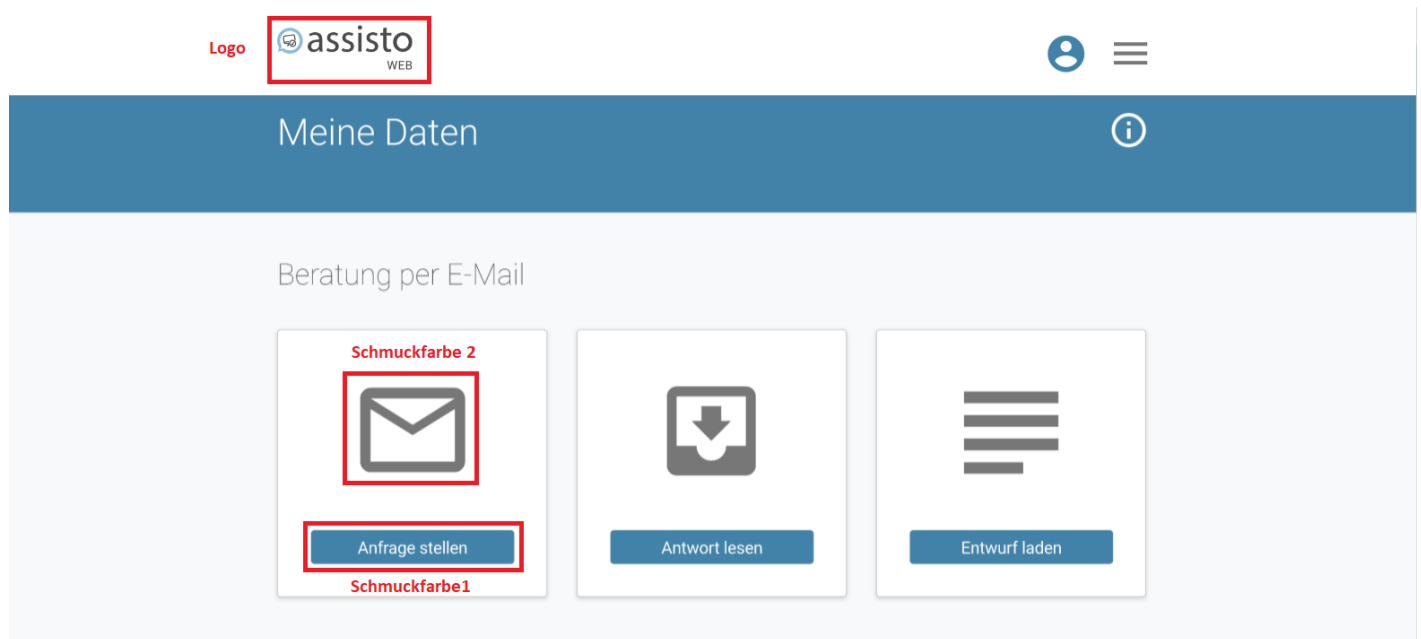 Logo
assisto
WEB
Meine Daten
Beratung per E-Mail
Schmuckfarbe 2
Anfrage stellen
Antwort lesen
Entwurf laden
Schmuckfarbe1